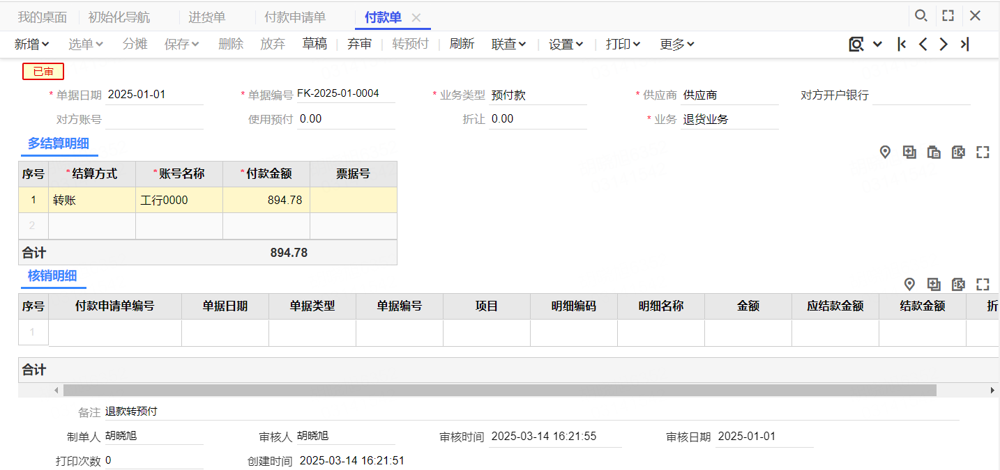 我的桌面 初始化导航 进货单 付款申请单 付款单
新增 选单 分摊 保存 删除 放弃 草稿 弃审 转预付 刷新 联查 设置 打印 更多
已审
* 单据日期 2025-01-01 * 单据编号 FK-2025-01-0004 * 业务类型 预付款 * 供应商 供应商 对方开户银行
对方账号 使用预付 0.00 折让 0.00 * 业务 退货业务
多结算明细
序号 *结算方式 *账号名称 *付款金额 票据号
1 转账 工行0000 894.78
2
合计 894.78
核销明细
序号 付款申请单编号 单据日期 单据类型 单据编号 项目 明细编码 明细名称 金额 应结款金额 结款金额 折
1
合计
备注 退款转预付
制单人 胡晓旭 审核人 胡晓旭 审核时间 2025-03-14 16:21:55 审核日期 2025-01-01
打印次数 0 创建时间 2025-03-14 16:21:51